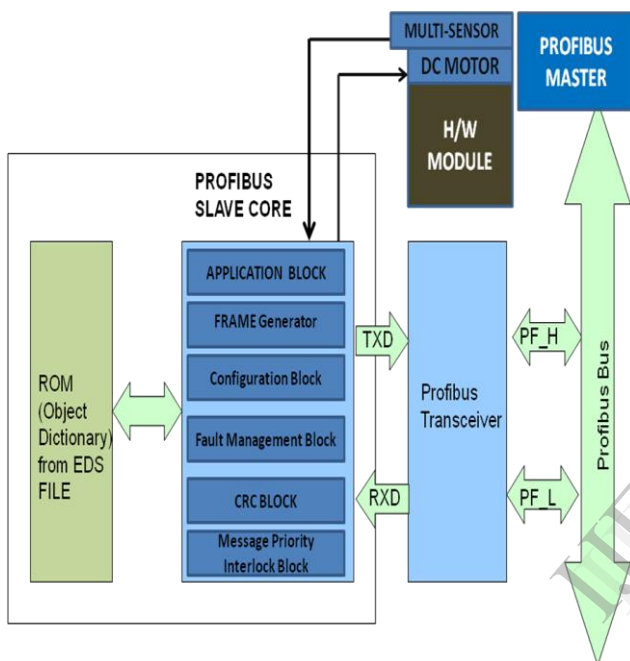 MULTI-SENSOR
DC MOTOR
H/W
MODULE
PROFIBUS
MASTER
PROFIBUS
SLAVE CORE
APPLICATION BLOCK
FRAME Generator
Configuration Block
Fault Management Block
CRC BLOCK
Message Priority
Interlock Block
ROM
(Object
Dictionary)
from EDS
FILE
TXD
RXD
Profibus
Transceiver
PF_H
PF_L
Profibus Bus